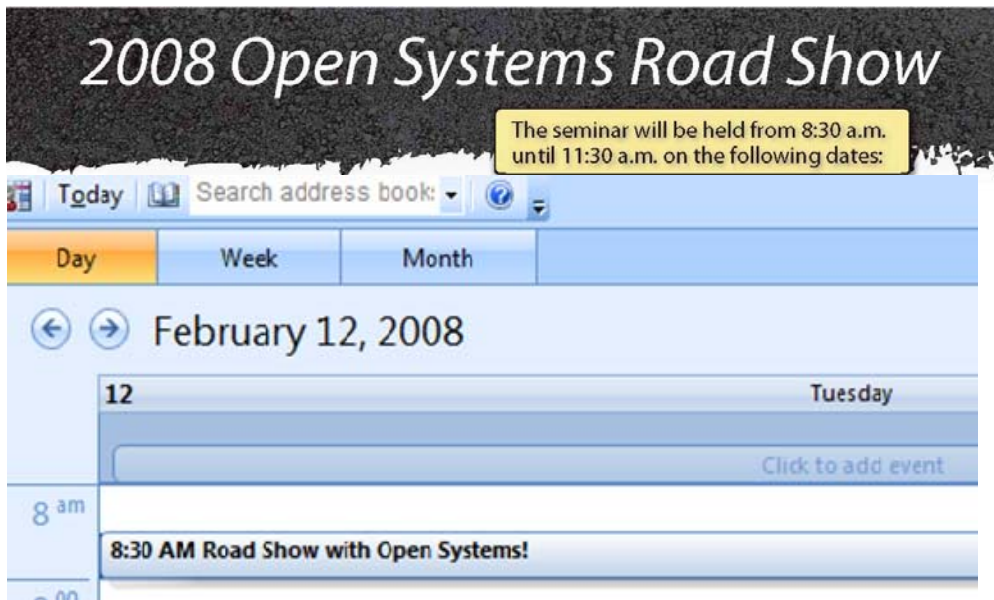 2008 Open Systems Road Show
The seminar will be held from 8:30 a.m.
until 11:30 a.m. on the following dates:
Today Search address book:
Day Week Month
February 12, 2008
12 Tuesday
Click to add event
8 am
8:30 AM Road Show with Open Systems!